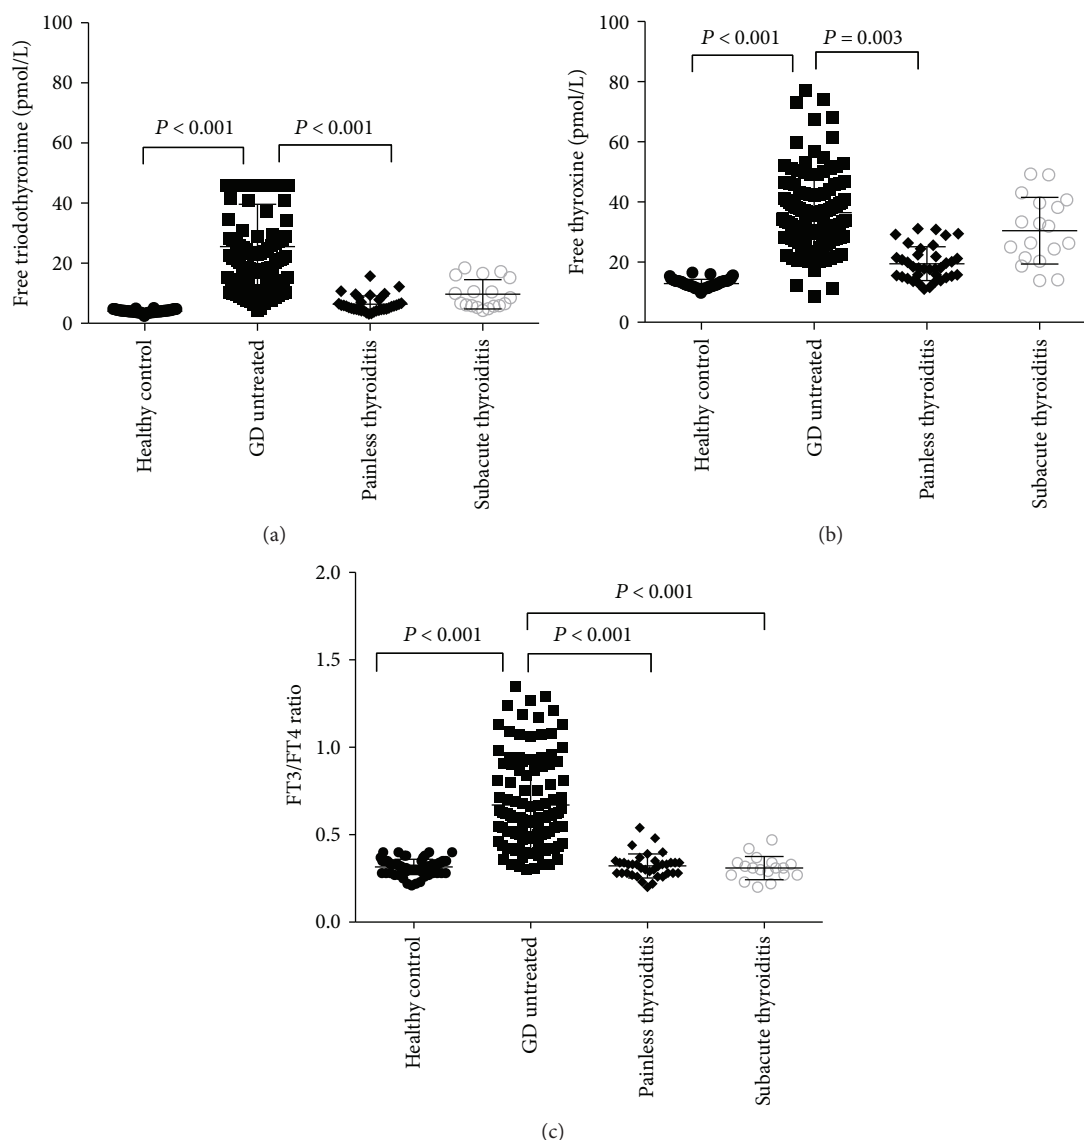 (a)
Free triodothyronime (pmol/L)
100
80
60
40
20
0
P < 0.001
P < 0.001
Healthy control
GD untreated
Painless thyroiditis
Subacute thyroiditis
(b)
Free thyroxine (pmol/L)
100
80
60
40
20
0
P < 0.001
P = 0.003
Healthy control
GD untreated
Painless thyroiditis
Subacute thyroiditis
(a)
(b)
FT3/FT4 ratio
2.0
1.5
1.0
0.5
0.0
P < 0.001
P < 0.001
P < 0.001
Healthy control
GD untreated
Painless thyroiditis
Subacute thyroiditis
(c)